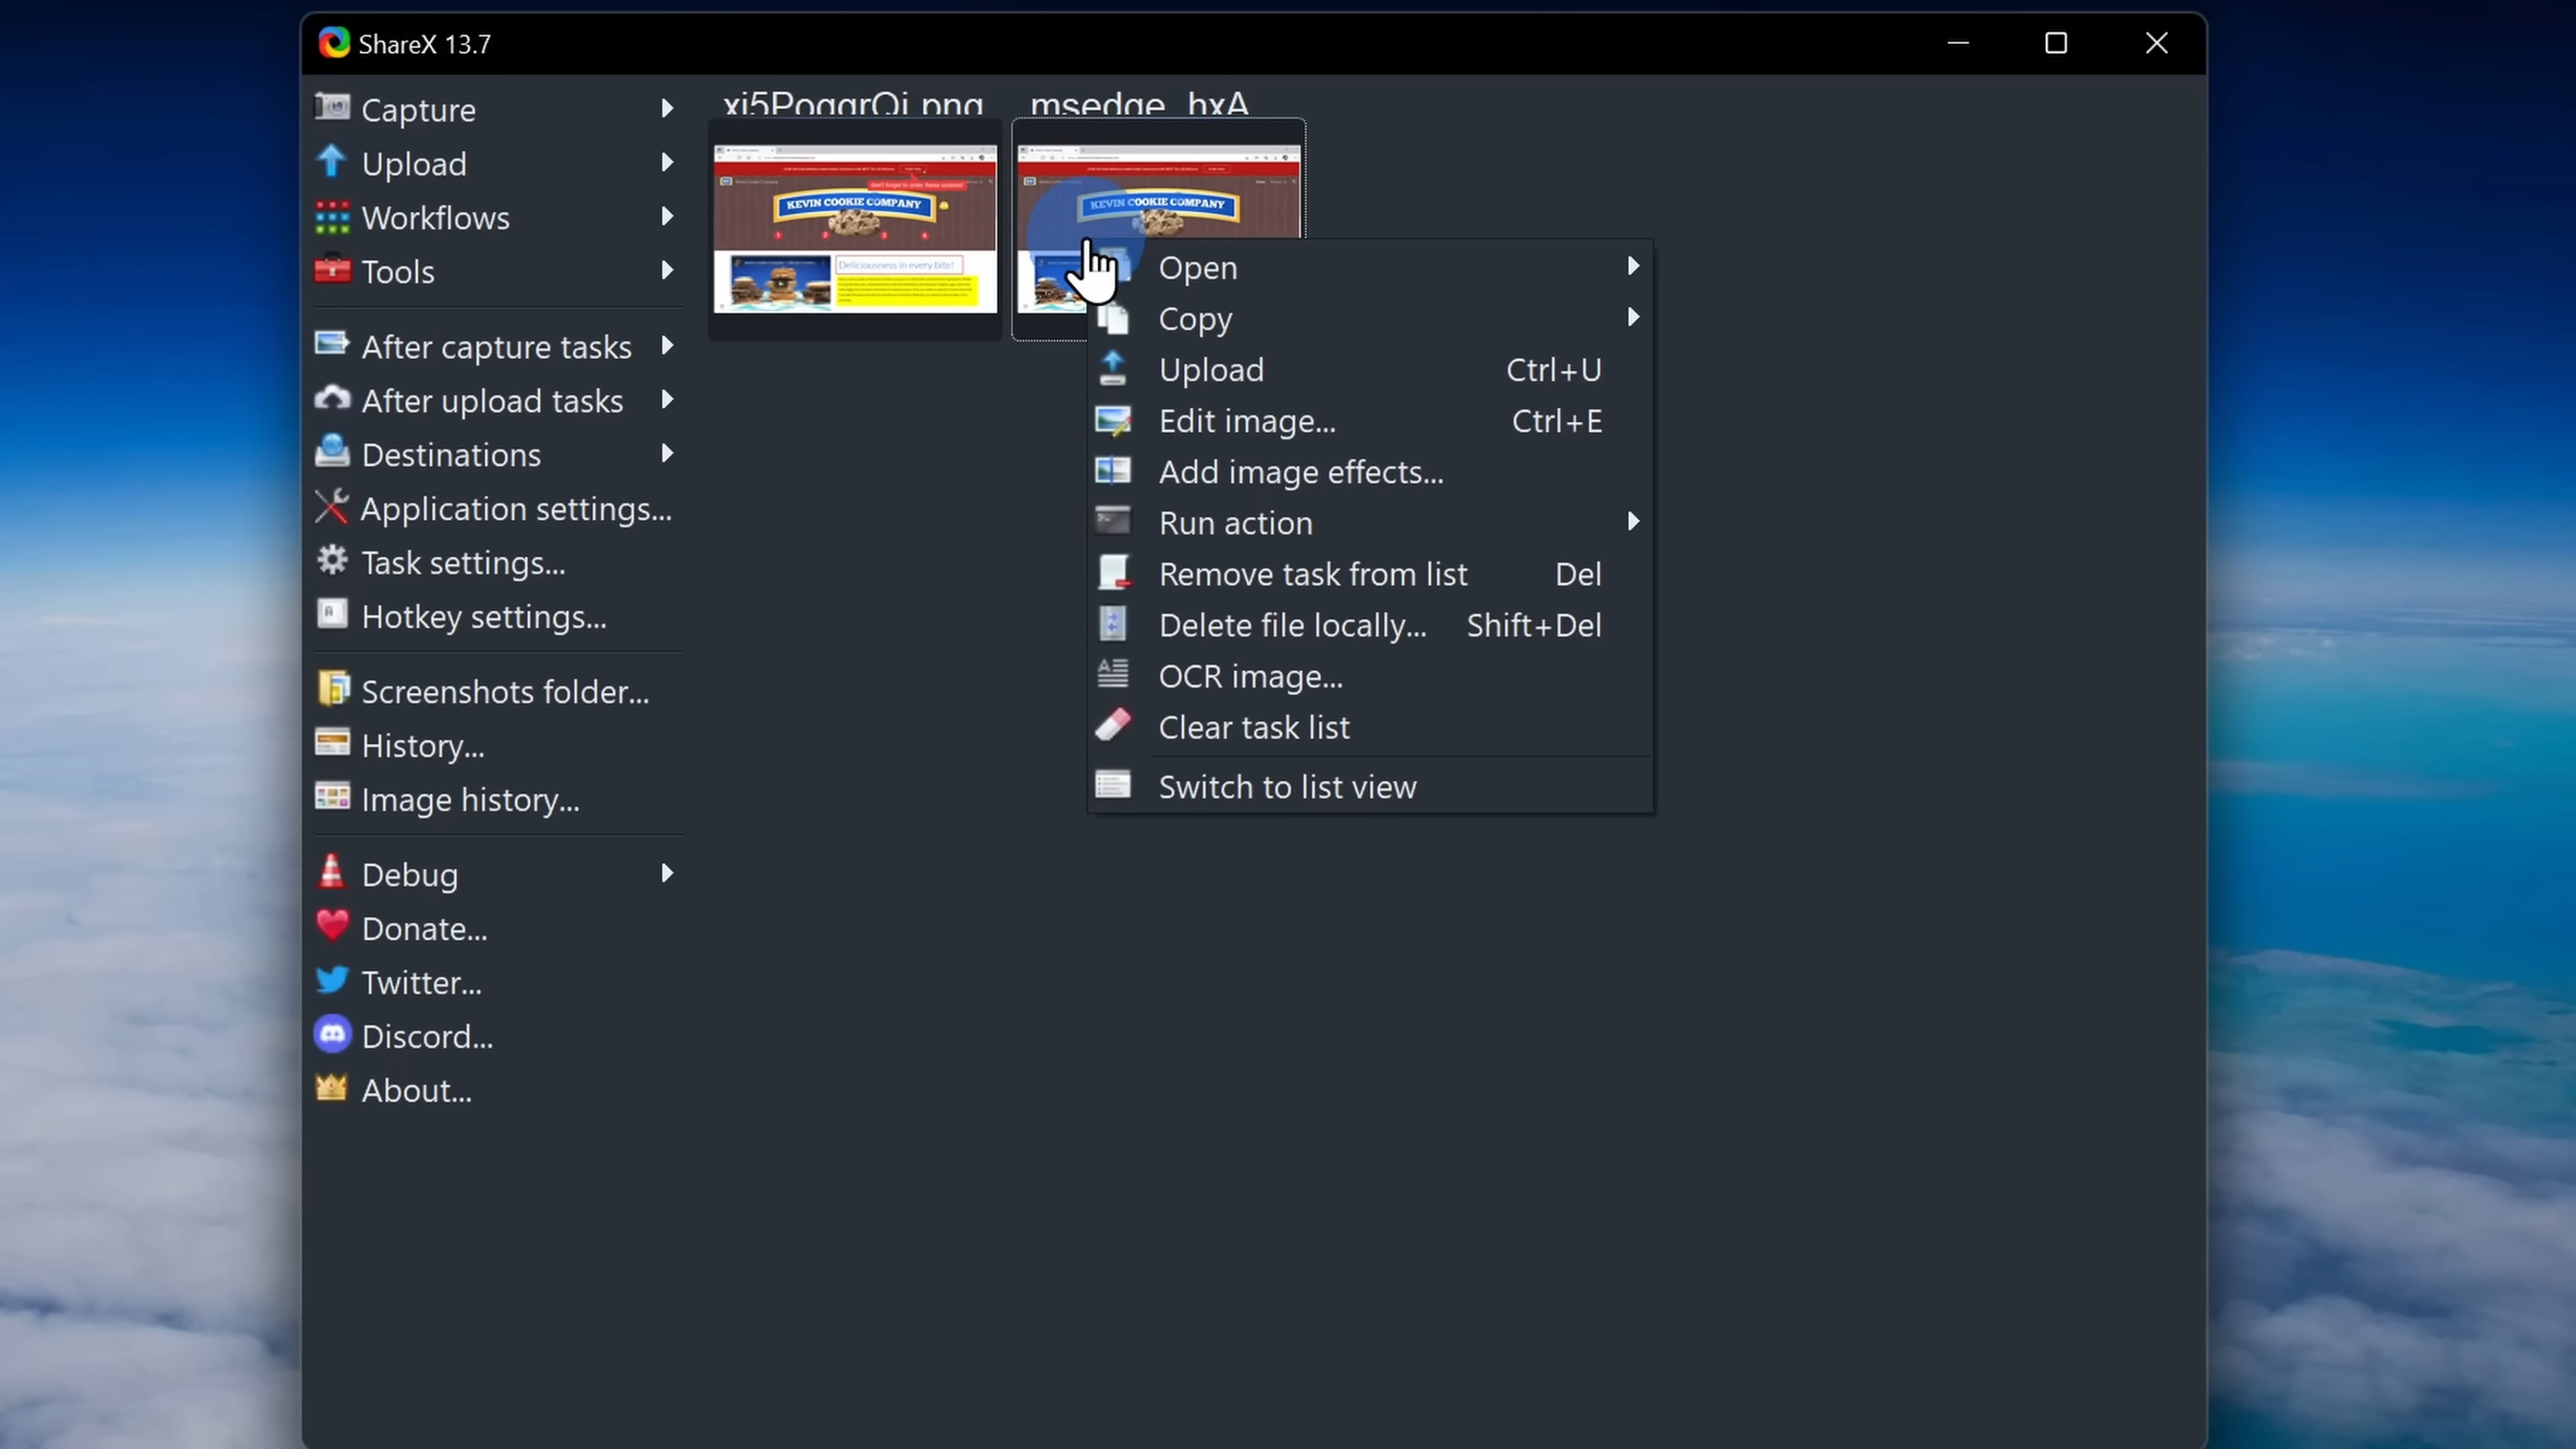 ShareX 13.7
Capture
Upload
Workflows
Tools
After capture tasks
After upload tasks
Destinations
Application settings...
Task settings...
Hotkey settings...
Screenshots folder...
History...
Image history...
Debug
Donate...
Twitter...
Discord...
About...
xi5PoggrOi.png
msedge_hxA
KEVIN COOKIE COMPANY
Deliciousness in every bite!
KEVIN COOKIE COMPANY
Open
Copy
Upload Ctrl+U
Edit image... Ctrl+E
Add image effects...
Run action
Remove task from list Del
Delete file locally... Shift+Del
OCR image...
Clear task list
Switch to list view